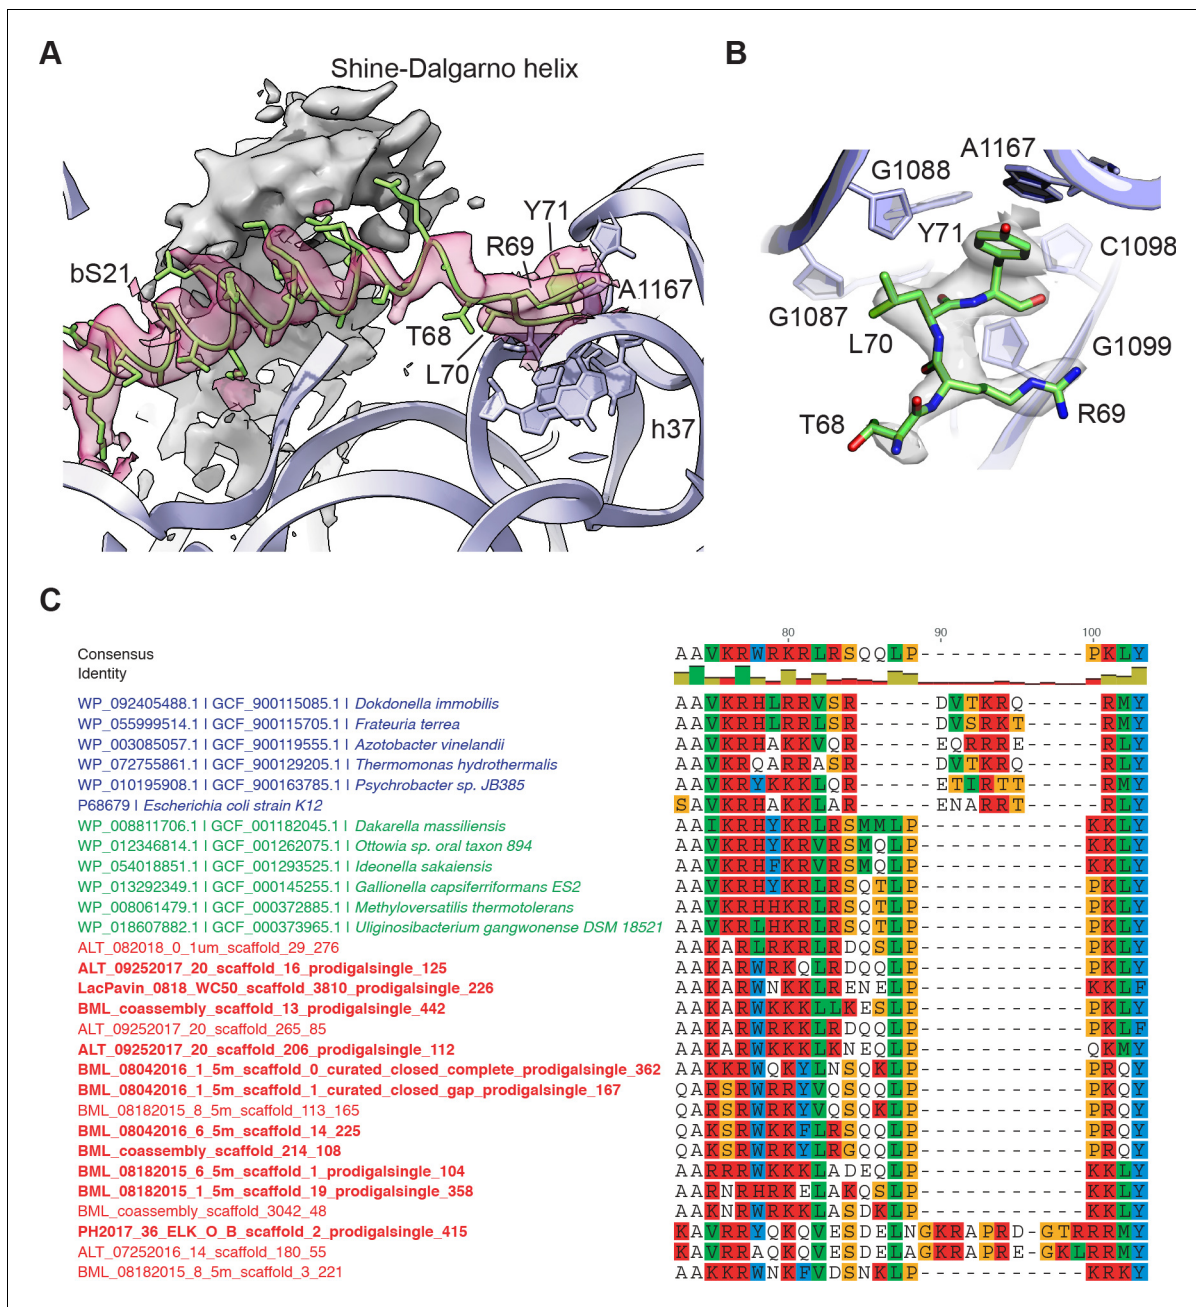 A
Shine-Dalgarno helix
bS21
Y71
R69
A1167
T68
L70
h37
B
A1167
G1088
Y71
C1098
G1087
L70
G1099
T68
R69
C
80 90 100
Consensus AAVKRWRKRLRSQQLP-----------PKLY
Identity
WP_092405488.1 | GCF_900115085.1 | Dokdonella immobilis AAVKRHLRRVSR-----DVTKRQ-----RMY
WP_055999514.1 | GCF_900115705.1 | Frateuria terrea AAVKRHLRRLSR-----DVSRKT-----RMY
WP_003085057.1 | GCF_900119555.1 | Azotobacter vinelandii AAVKRHAKKVQR-----EQRRRE-----RLY
WP_072755861.1 | GCF_900129205.1 | Thermomonas hydrothermalis AAVKRQARRASR-----DVTKRQ-----RLY
WP_010195908.1 | GCF_900163785.1 | Psychrobacter sp. JB385 AAVKRYKKKLAR-----ETIRTT-----RMY
P68679 | Escherichia coli strain K12 SAVKRHAKKLAR-----ENARRT-----RLY
WP_008811706.1 | GCF_001182045.1 | Dakarella massiliensis AAIKRHYKRLRSMMLP-----------KKLY
WP_012346814.1 | GCF_001262075.1 | Ottowia sp. oral taxon 894 AAVKRHYKRLRSMQLP-----------PKLY
WP_054018851.1 | GCF_001293525.1 | Ideonella sakaiensis AAVKRHFKRVRSMQLP-----------KKLY
WP_013292349.1 | GCF_000145255.1 | Gallionella capsiferriformans ES2 AAVKRHYKRLRSQTLP-----------PKLY
WP_008061479.1 | GCF_000372885.1 | Methyloversatilis thermotolerans AAVKRHHKRLRSQTLP-----------PKLY
WP_018607882.1 | GCF_000373965.1 | Uliginosibacterium gangwonense DSM 18521 AAVKRLHKRLRSQTLP-----------PKLY
ALT_082018_0_1um_scaffold_29_276 AAKARLRKRLRDQSLP-----------PKLY
ALT_09252017_20_scaffold_16_prodigalsingle_125 AAKARWRKQLRDQQLP-----------PKLY
LacPavin_0818_WC50_scaffold_3810_prodigalsingle_226 AAKARWNKKLRENELP-----------KKLF
BML_coassembly_scaffold_13_prodigalsingle_442 AAKARWKKKLLKESLP-----------KKLY
ALT_09252017_20_scaffold_265_85 AAKARWKKRLRDQQLP-----------PKLF
ALT_09252017_20_scaffold_206_prodigalsingle_112 AAKARWKKKLKNEQLP-----------QKMY
BML_08042016_1_5m_scaffold_0_curated_closed_complete_prodigalsingle_362 AAKKRWQKYLNSQKLP-----------PRQY
BML_08042016_1_5m_scaffold_1_curated_closed_gap_prodigalsingle_167 QARSRWRRYVQSQQLP-----------PRQY
BML_08182015_8_5m_scaffold_113_165 QARSRWRKYVQSQKLP-----------PRQY
BML_08042016_6_5m_scaffold_14_225 QAKSRWKKFLRSQQLP-----------PRQY
BML_coassembly_scaffold_214_108 QAKSRWRKYLRGQQLP-----------PRQY
BML_08182015_6_5m_scaffold_1_prodigalsingle_104 AARRRWKKKLADEQLP-----------KKLY
BML_08182015_1_5m_scaffold_19_prodigalsingle_358 AARNRHRKELAKQSLP-----------KKLY
BML_coassembly_scaffold_3042_48 AAKNRWRKKLASDKLP-----------KKLY
PH2017_36_ELK_O_B_scaffold_2_prodigalsingle_415 KAVRRYQKQVESDELNGKRAPRD-GTRRRMY
ALT_07252016_14_scaffold_180_55 KAVRRAQKQVESDELAGKRAPRE-GKLRRMY
BML_08182015_8_5m_scaffold_3_221 AAKKRWNKFVDSNKLP-----------KRKY